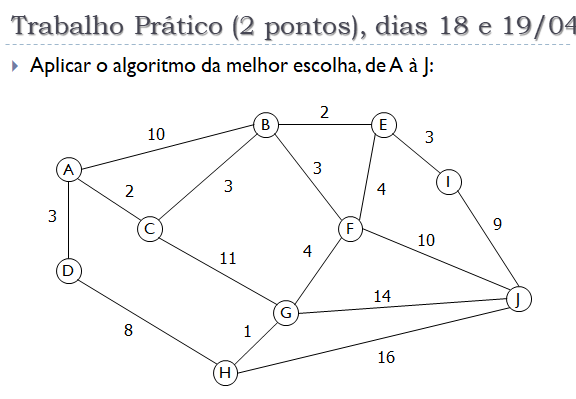 Trabalho Prático (2 pontos), dias 18 e 19/04
Aplicar o algoritmo da melhor escolha, de A à J:
2
B
E
10
3
A
3
I
2
3
4
3
C
F
9
10
11
4
D
14
J
G
8
1
16
H